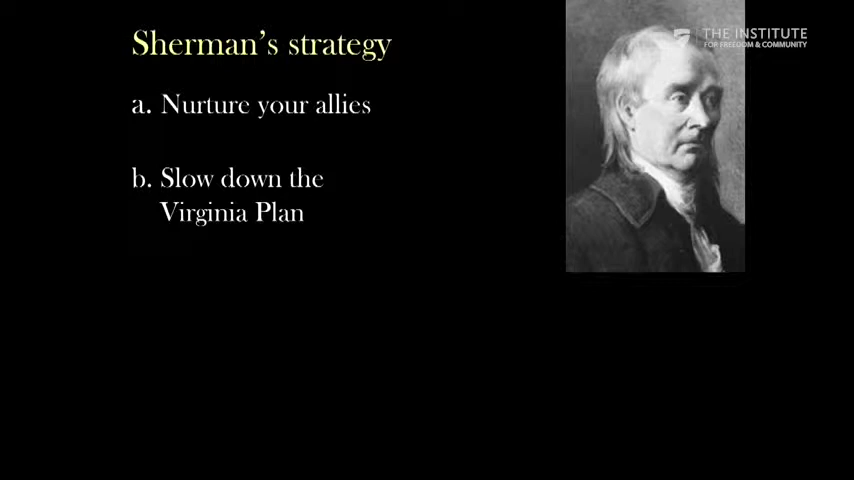 Sherman's strategy
THE INSTITUTE
FOR FREEDOM & COMMUNITY
a. Nurture your allies
b. Slow down the
Virginia Plan